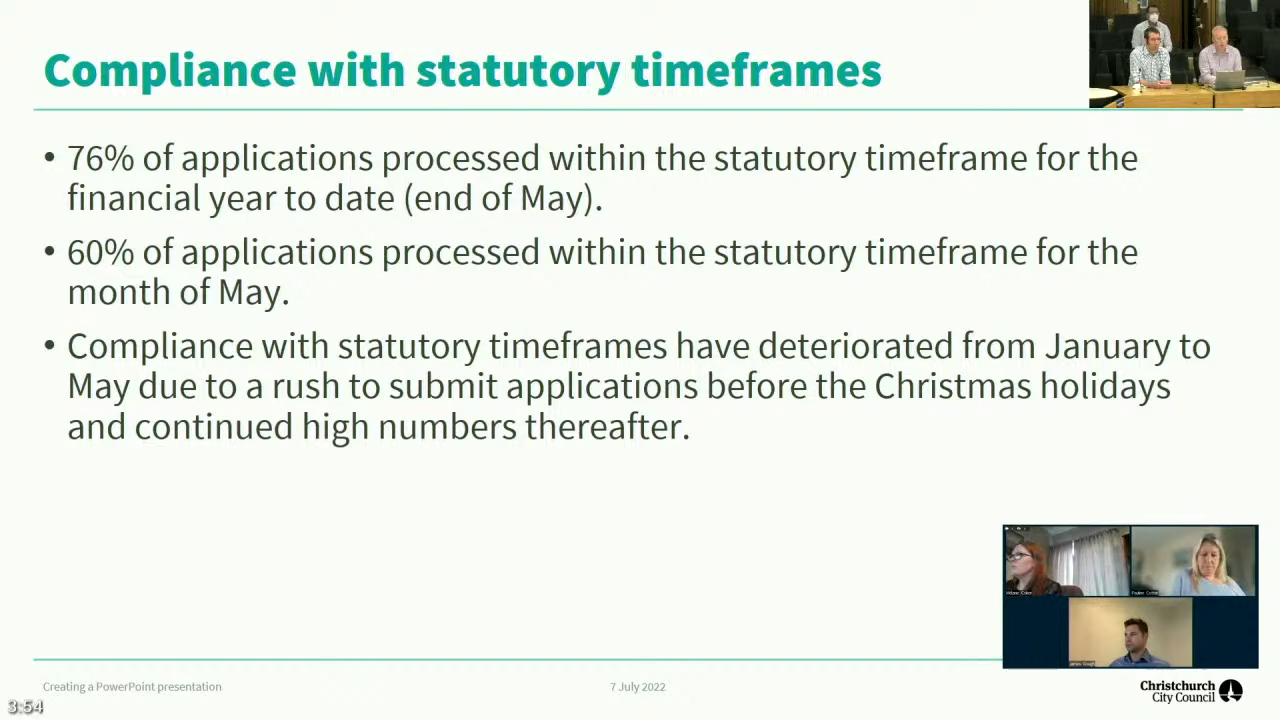 Compliance with statutory timeframes
• 76% of applications processed within the statutory timeframe for the
financial year to date (end of May).
• 60% of applications processed within the statutory timeframe for the
month of May.
• Compliance with statutory timeframes have deteriorated from January to
May due to a rush to submit applications before the Christmas holidays
and continued high numbers thereafter.
Creating a PowerPoint presentation
7 July 2022
Christchurch
City Council
3:54